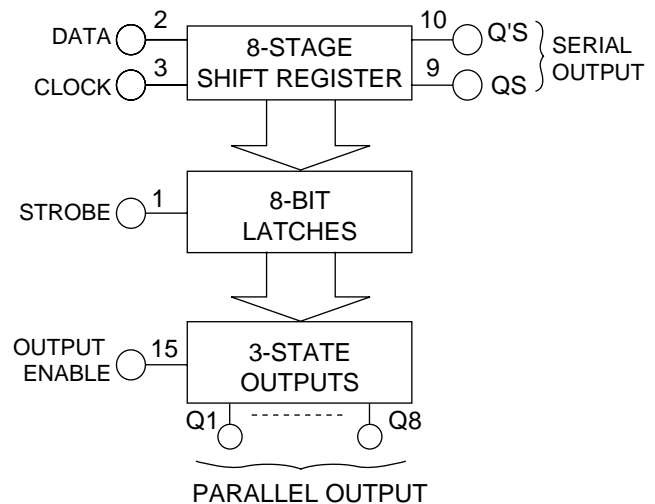 DATA 2 8-STAGE 10 Q'S SERIAL
CLOCK 3 SHIFT REGISTER 9 QS OUTPUT
STROBE 1 8-BIT
LATCHES
OUTPUT 15 3-STATE
ENABLE OUTPUTS
Q1 Q8
PARALLEL OUTPUT